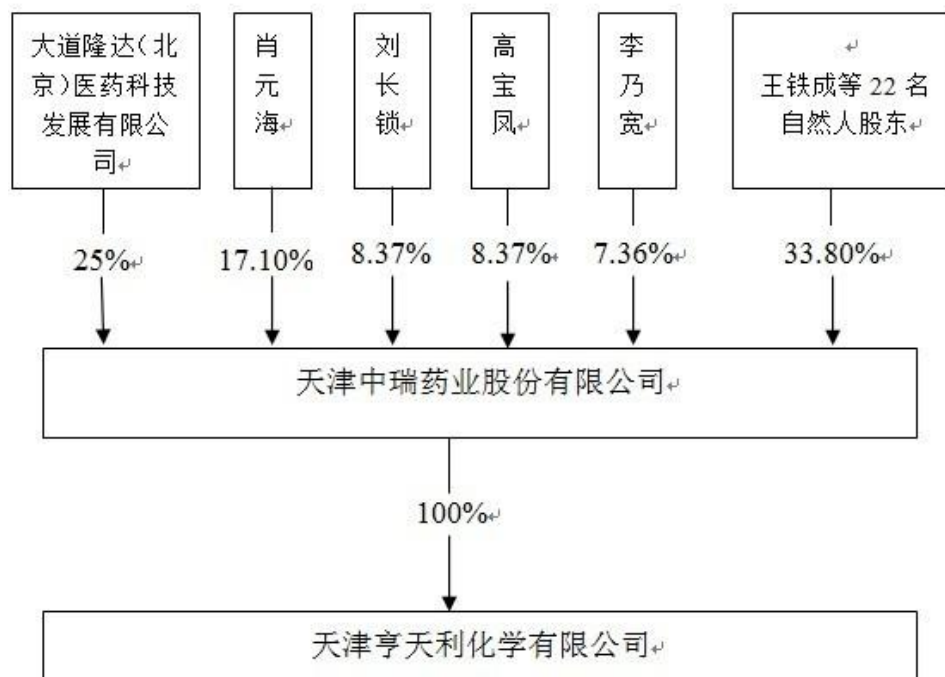 大道隆达（北
京）医药科技
发展有限公
司
肖
元
海
刘
长
锁
高
宝
凤
李
乃
宽
王铁成等 22 名
自然人股东
25%
17.10%
8.37%
8.37%
7.36%
33.80%
天津中瑞药业股份有限公司
100%
天津亨天利化学有限公司